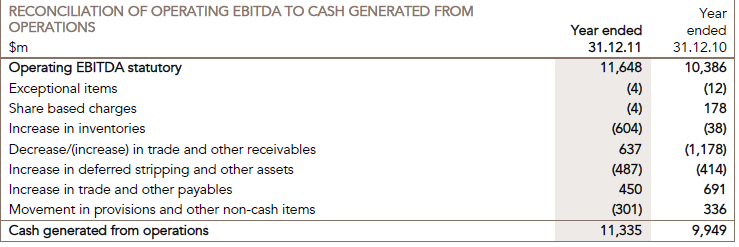 RECONCILIATION OF OPERATING EBITDA TO CASH GENERATED FROM OPERATIONS
$m Year ended 31.12.11 Year ended 31.12.10
Operating EBITDA statutory 11,648 10,386
Exceptional items (4) (12)
Share based charges (4) 178
Increase in inventories (604) (38)
Decrease/(increase) in trade and other receivables 637 (1,178)
Increase in deferred stripping and other assets (487) (414)
Increase in trade and other payables 450 691
Movement in provisions and other non-cash items (301) 336
Cash generated from operations 11,335 9,949